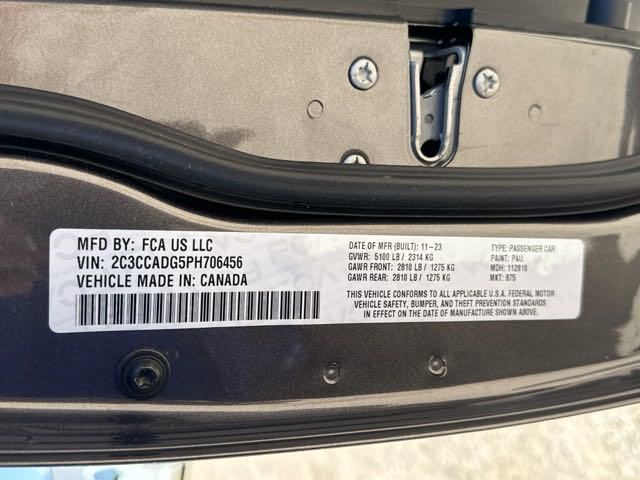 MFD BY: FCA US LLC
VIN: 2C3CCADG5PH706456
VEHICLE MADE IN: CANADA
DATE OF MFR (BUILT): 11-23
GVWR: 5100 LB / 2314 KG
GAWR FRONT: 2810 LB / 1275 KG
GAWR REAR: 2810 LB / 1275 KG
TYPE: PASSENGER CAR
PAINT: PAU
MDH: 112810
MKT: 875
THIS VEHICLE CONFORMS TO ALL APPLICABLE U.S.A. FEDERAL MOTOR
VEHICLE SAFETY, BUMPER, AND THEFT PREVENTION STANDARDS
IN EFFECT ON THE DATE OF MANUFACTURE SHOWN ABOVE.